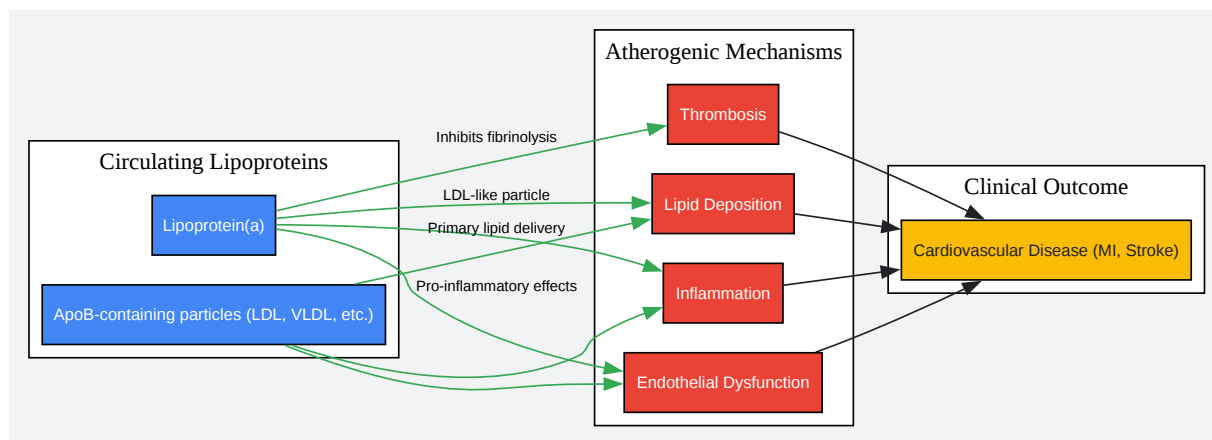 Circulating Lipoproteins
Lipoprotein(a)
ApoB-containing particles (LDL, VLDL, etc.)
Inhibits fibrinolysis
LDL-like particle
Primary lipid delivery
Pro-inflammatory effects
Atherogenic Mechanisms
Thrombosis
Lipid Deposition
Inflammation
Endothelial Dysfunction
Clinical Outcome
Cardiovascular Disease (MI, Stroke)